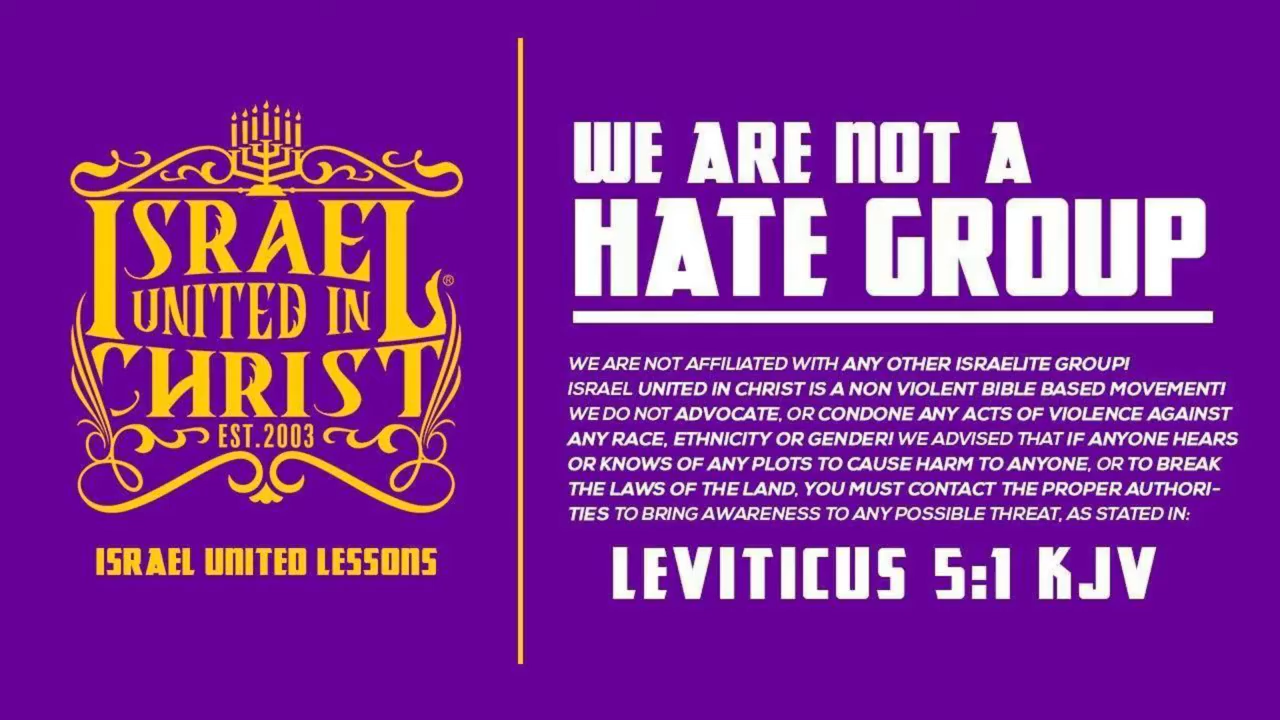 ISRAEL
UNITED IN
CHRIST
EST.2003
®
ISRAEL UNITED LESSONS
WE ARE NOT A
HATE GROUP
WE ARE NOT AFFILIATED WITH ANY OTHER ISRAELITE GROUP!
ISRAEL UNITED IN CHRIST IS A NON VIOLENT BIBLE BASED MOVEMENT!
WE DO NOT ADVOCATE, OR CONDONE ANY ACTS OF VIOLENCE AGAINST
ANY RACE, ETHNICITY OR GENDER! WE ADVISED THAT IF ANYONE HEARS
OR KNOWS OF ANY PLOTS TO CAUSE HARM TO ANYONE, OR TO BREAK
THE LAWS OF THE LAND, YOU MUST CONTACT THE PROPER AUTHORI-
TIES TO BRING AWARENESS TO ANY POSSIBLE THREAT, AS STATED IN:
LEVITICUS 5:1 KJV